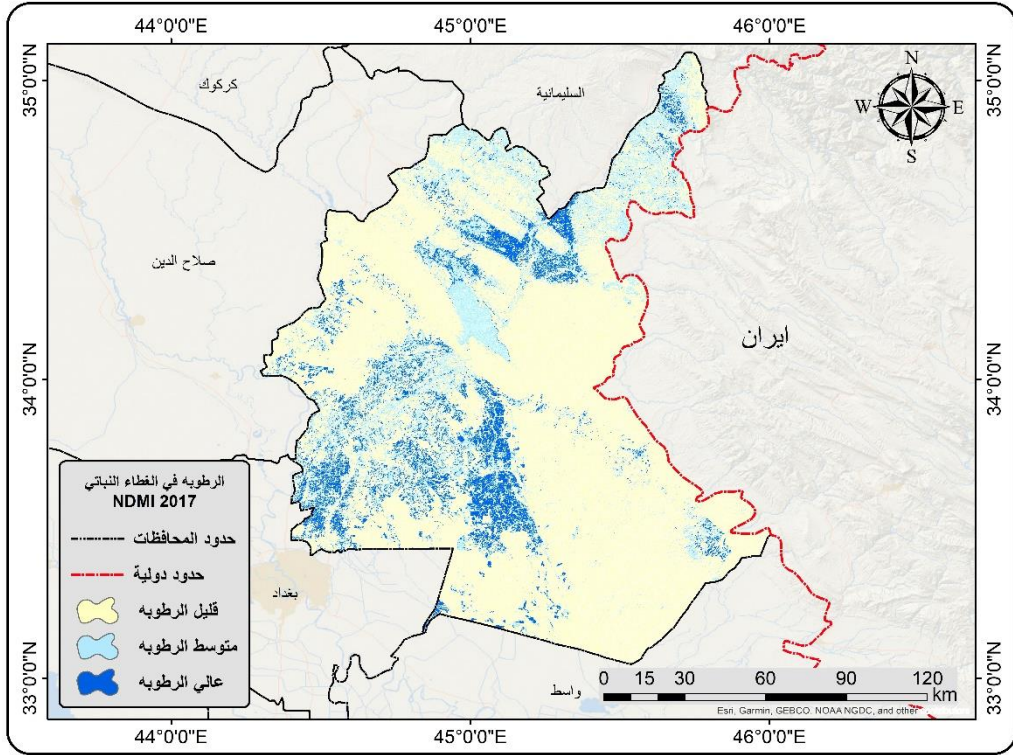 44°0'0"E 45°0'0"E 46°0'0"E
35°0'0"N 35°0'0"N
34°0'0"N 34°0'0"N
33°0'0"N 33°0'0"N
N
W E
S
كركوك
السليمانية
صلاح الدين
ايران
بغداد
واسط
الرطوبه في الغطاء النباتي
NDMI 2017
حدود المحافظات
حدود دولية
قليل الرطوبه
متوسط الرطوبه
عالي الرطوبه
0 15 30 60 90 120
km
Esri, Garmin, GEBCO, NOAA NGDC, and other
44°0'0"E 45°0'0"E 46°0'0"E